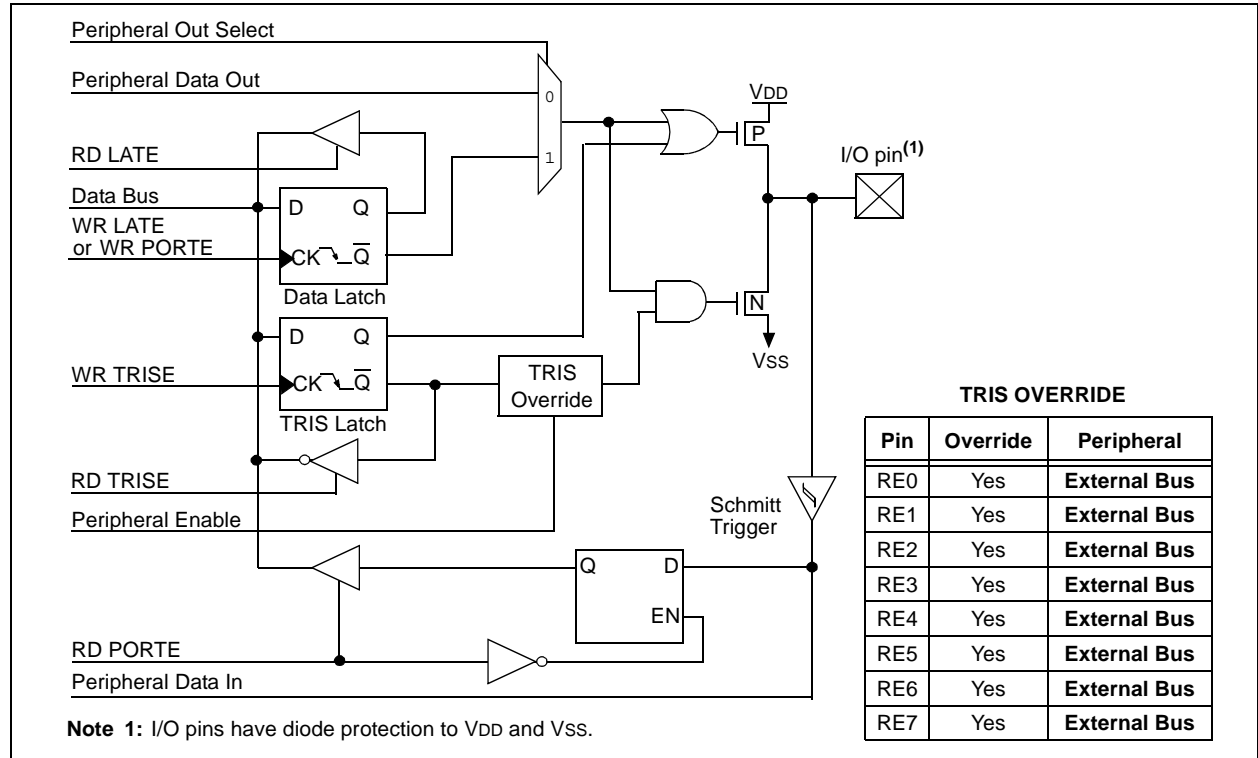 Peripheral Out Select
Peripheral Data Out
0
VDD
P
RD LATE
1
I/O pin(1)
Data Bus
D Q
WR LATE
or WR PORTE
CK Q̅
Data Latch
N
D Q
VSS
WR TRISE
CK Q̅
TRIS
Override
TRIS Latch
RD TRISE
Peripheral Enable
Schmitt
Trigger
Q D
EN
RD PORTE
Peripheral Data In
TRIS OVERRIDE
Pin Override Peripheral
RE0 Yes External Bus
RE1 Yes External Bus
RE2 Yes External Bus
RE3 Yes External Bus
RE4 Yes External Bus
RE5 Yes External Bus
RE6 Yes External Bus
RE7 Yes External Bus
Note 1: I/O pins have diode protection to VDD and VSS.